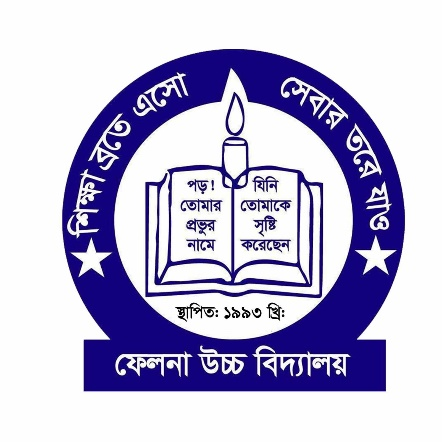 শিক্ষা ব্রতে এসো
সেবার তরে যাও
পড়!
তোমার
প্রভুর
নামে
যিনি
তোমাকে
সৃষ্টি
করেছেন
স্থাপিত: ১৯৯৩ খ্রি:
ফেলনা উচ্চ বিদ্যালয়